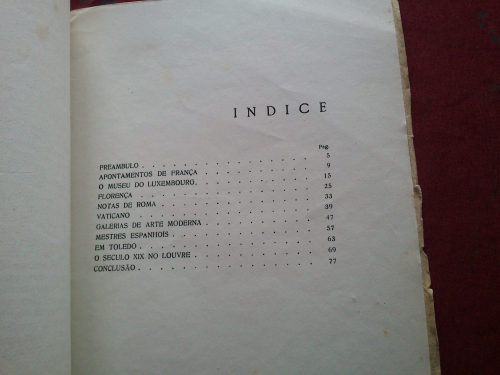 INDICE
Pag.
PREAMBULO . . . . . . . . . . . 5
APONTAMENTOS DE FRANÇA . . . . . . . . 9
O MUSEU DO LUXEMBOURO. . . . . . . . . 15
FLORENÇA . . . . . . . . . . . 25
NOTAS DE ROMA . . . . . . . . . . 33
VATICANO . . . . . . . . . . . 39
GALERIAS DE ARTE MODERNA . . . . . . . 47
MESTRES ESPANHOIS . . . . . . . . . 57
EM TOLEDO . . . . . . . . . . . 63
O SECULO XIX NO LOUVRE . . . . . . . . 69
CONCLUSÃO . . . . . . . . . . . 77